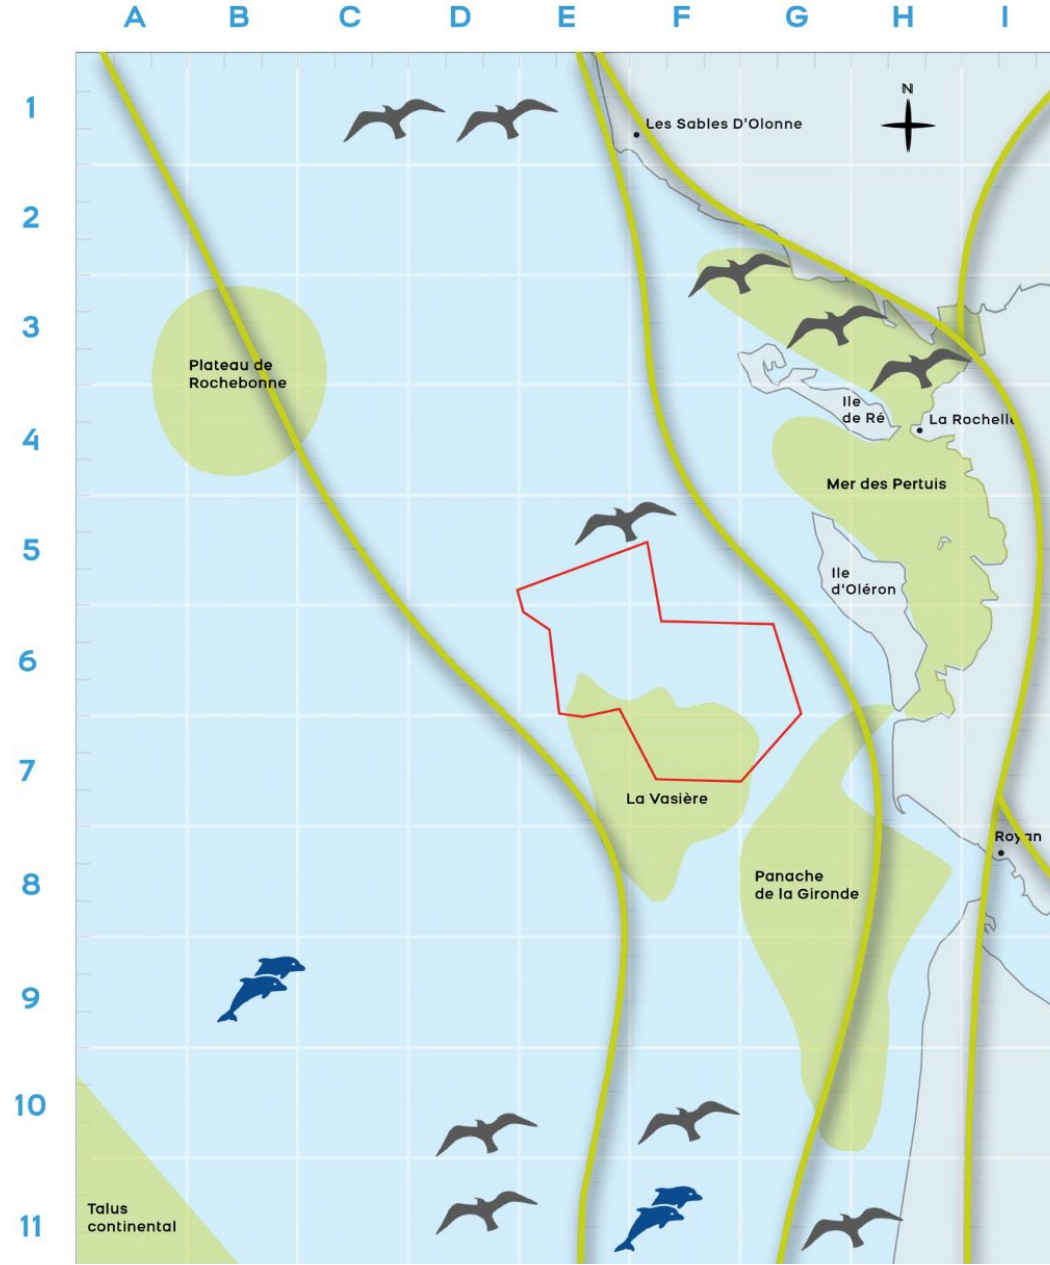 A B C D E F G H I
1
N
Les Sables D'Olonne
2
3
Plateau de
Rochebonne
Ile
de Ré
La Rochelle
4
Mer des Pertuis
5
Ile
d'Oléron
6
7
La Vasière
Royan
8
Panache
de la Gironde
9
10
Talus
continental
11